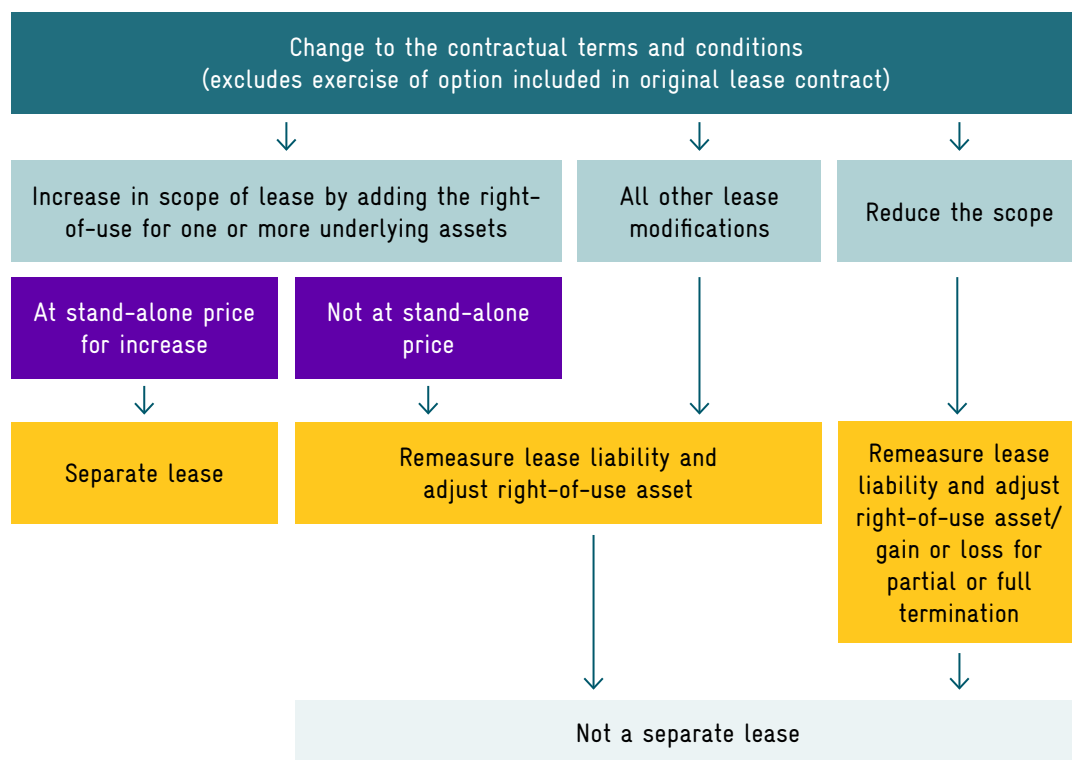 Change to the contractual terms and conditions
(excludes exercise of option included in original lease contract)
Increase in scope of lease by adding the right-
of-use for one or more underlying assets
All other lease
modifications
Reduce the scope
At stand-alone price
for increase
Not at stand-alone
price
Separate lease
Remeasure lease liability and
adjust right-of-use asset
Remeasure lease
liability and adjust
right-of-use asset/
gain or loss for
partial or full
termination
Not a separate lease